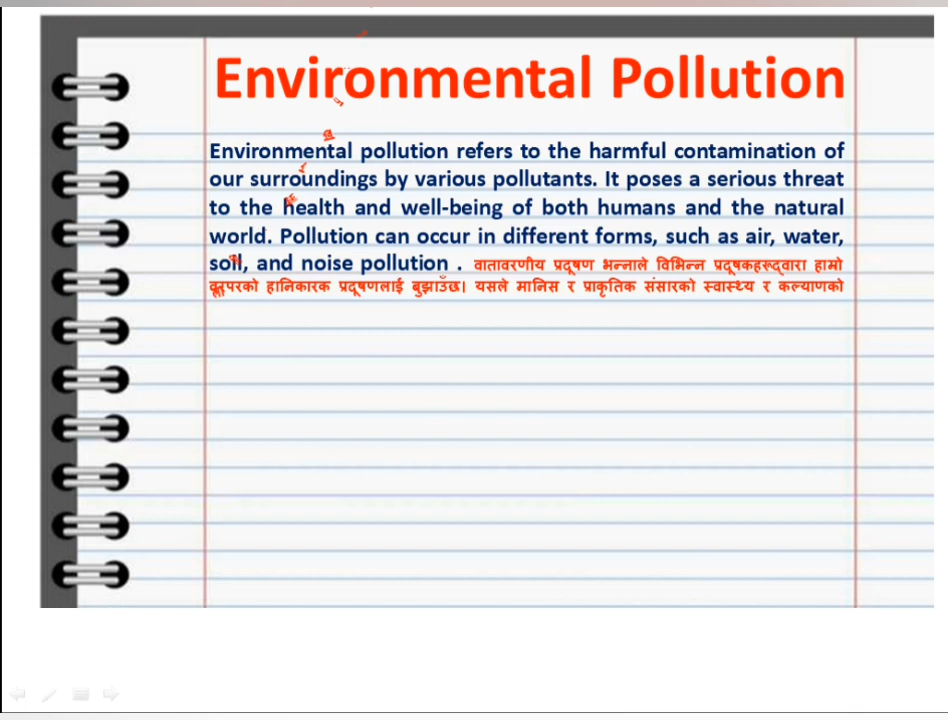 Environmental Pollution
Environmental pollution refers to the harmful contamination of
our surroundings by various pollutants. It poses a serious threat
to the health and well-being of both humans and the natural
world. Pollution can occur in different forms, such as air, water,
soil, and noise pollution . वातावरणीय प्रदूषण भन्नाले विभिन्न प्रदूषकहरूद्वारा हाम्रो
हानिकारक प्रदूषणलाई बुझाउँछ। यसले मानिस र प्राकृतिक संसारको स्वास्थ्य र कल्याणको